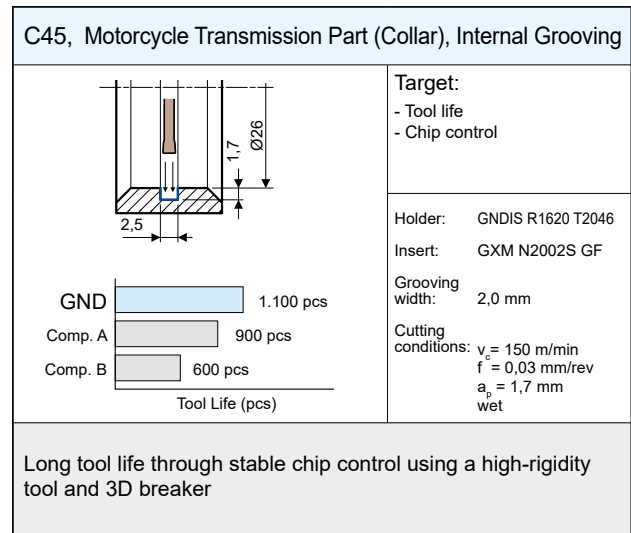 C45, Motorcycle Transmission Part (Collar), Internal Grooving
1,7
Ø26
2,5
GND 1.100 pcs
Comp. A 900 pcs
Comp. B 600 pcs
Tool Life (pcs)
Target:
- Tool life
- Chip control
Holder: GNDIS R1620 T2046
Insert: GXM N2002S GF
Grooving
width: 2,0 mm
Cutting
conditions: vc= 150 m/min
f = 0,03 mm/rev
ap = 1,7 mm
wet
Long tool life through stable chip control using a high-rigidity
tool and 3D breaker